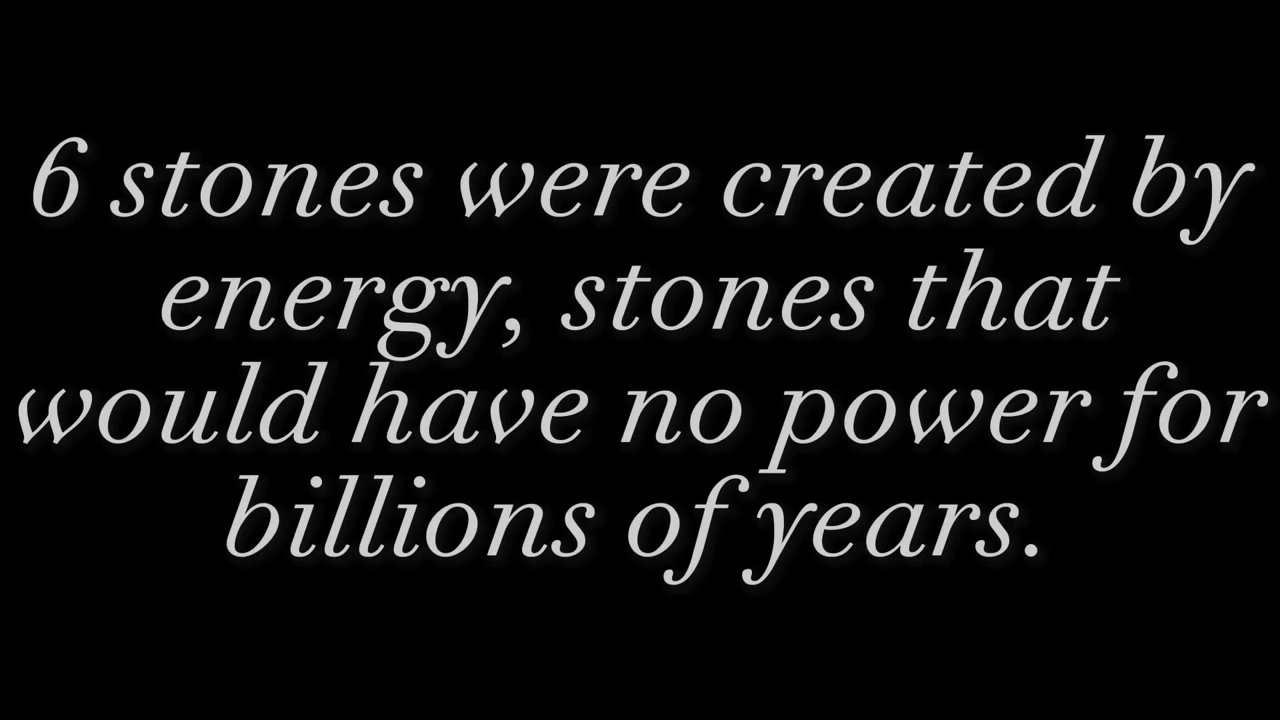 6 stones were created by
energy, stones that
would have no power for
billions of years.